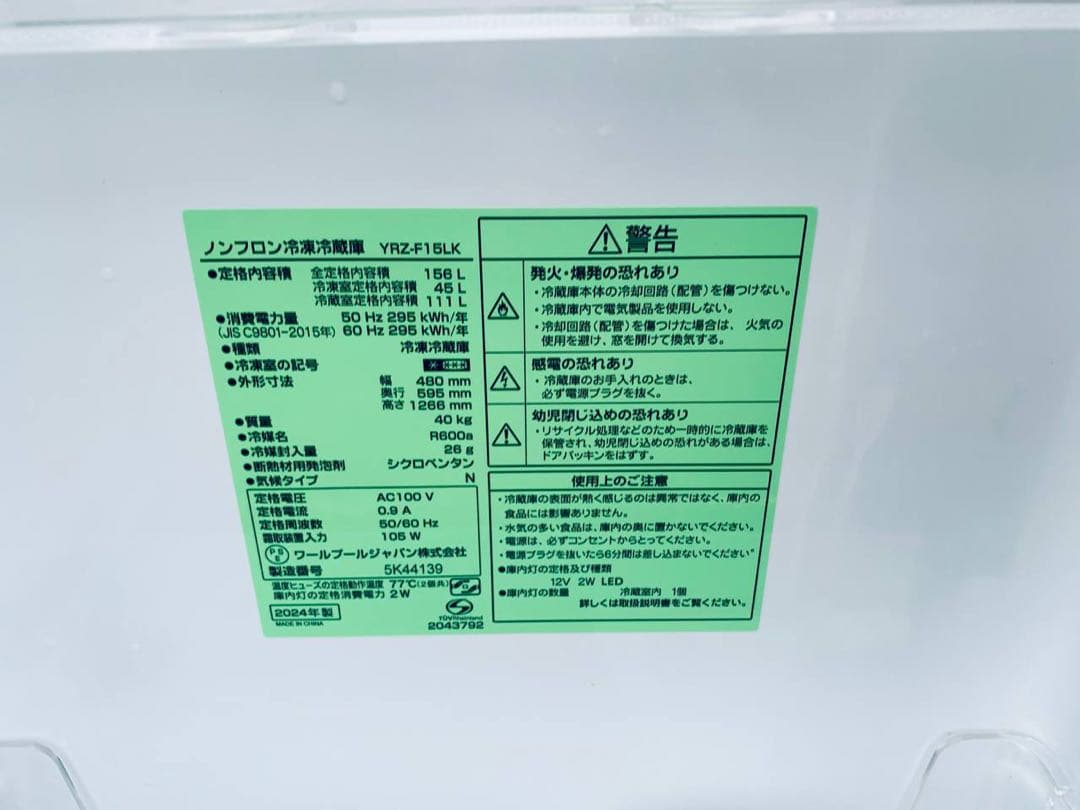 ノンフロン冷凍冷蔵庫 YRZ-F15LK
●定格内容積 全定格内容積 156 L
冷凍室定格内容積 45 L
冷蔵室定格内容積 111 L
●消費電力量 50 Hz 295 kWh/年
(JIS C9801-2015年) 60 Hz 295 kWh/年
●種類 冷凍冷蔵庫
●冷凍室の記号
●外形寸法 幅 480 mm
奥行 595 mm
高さ 1266 mm
●質量 40 kg
●冷媒名 R600a
●冷媒封入量 26 g
●断熱材用発泡剤 シクロペンタン
●気候タイプ N
定格電圧 AC100 V
定格電流 0.9 A
定格周波数 50/60 Hz
霜取装置入力 105 W
PSE ワールプールジャパン株式会社
製造番号 5K44139
温度ヒューズの定格動作温度 77℃(2個共)
庫内灯の定格消費電力 2W
2024年製
MADE IN CHINA
TÜVRheinland
2043792
警告
発火・爆発の恐れあり
・冷蔵庫本体の冷却回路(配管)を傷つけない。
・冷蔵庫内で電気製品を使用しない。
・冷却回路(配管)を傷つけた場合は、火気の
使用を避け、窓を開けて換気する。
感電の恐れあり
・冷蔵庫のお手入れのときは、
必ず電源プラグを抜く。
幼児閉じ込めの恐れあり
・リサイクル処理などのため一時的に冷蔵庫を
保管され、幼児閉じ込めの恐れがある場合は、
ドアパッキンをはずす。
使用上のご注意
・冷蔵庫の表面が熱く感じるのは異常ではなく、庫内の
食品には影響ありません。
・水気の多い食品は、庫内の奥に置かないでください。
・電源は、必ずコンセントからとってください。
・電源プラグを抜いたら6分間は差し込まないでください。
●庫内灯の定格及び種類
12V 2W LED
●庫内灯の数量 冷蔵室内 1個
詳しくは取扱説明書をご覧ください。